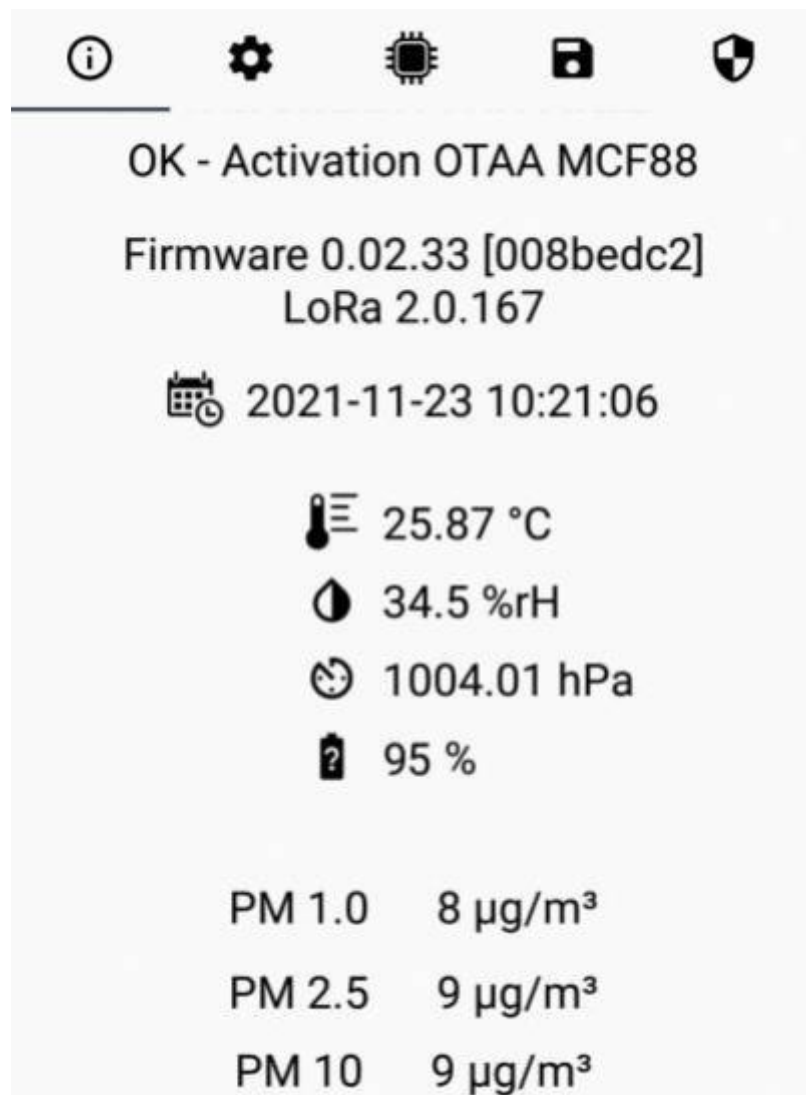 OK - Activation OTAA MCF88
Firmware 0.02.33 [008bedc2]
LoRa 2.0.167
2021-11-23 10:21:06
25.87 °C
34.5 %rH
1004.01 hPa
95 %
PM 1.0 8 µg/m³
PM 2.5 9 µg/m³
PM 10 9 µg/m³